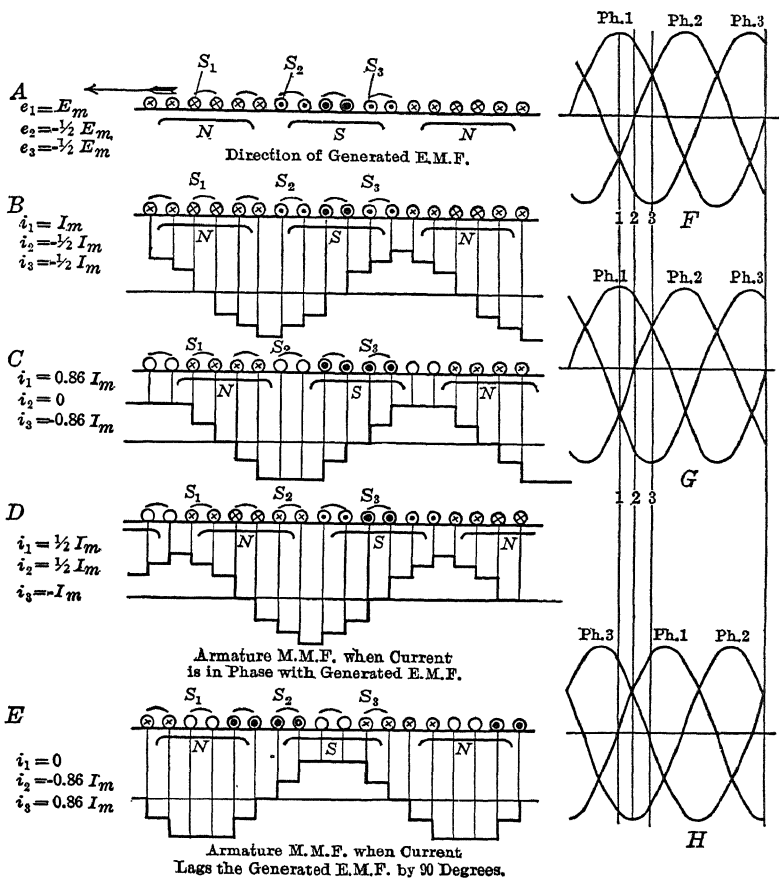 A
e₁=Eₘ
e₂=-½ Eₘ
e₃=-½ Eₘ
S₁ S₂ S₃
N S N
Direction of Generated E.M.F.
B
i₁ = Iₘ
i₂ =-½ Iₘ
i₃ =-½ Iₘ
S₁ S₂ S₃
N S N
C
i₁ = 0.86 Iₘ
i₂ = 0
i₃ =-0.86 Iₘ
S₁ S₃
N S N
D
i₁ = ½ Iₘ
i₂ = ½ Iₘ
i₃ =-Iₘ
S₁ S₂ S₃
N S N
Armature M.M.F. when Current
is in Phase with Generated E.M.F.
E
i₁ = 0
i₂ =-0.86 Iₘ
i₃ = 0.86 Iₘ
S₁ S₂ S₃
N S N
Armature M.M.F. when Current
Lags the Generated E.M.F. by 90 Degrees.
Ph.1 Ph.2 Ph.3
1 2 3 F
Ph.1 Ph.2 Ph.3
G
1 2 3
Ph.3 Ph.1 Ph.2
H